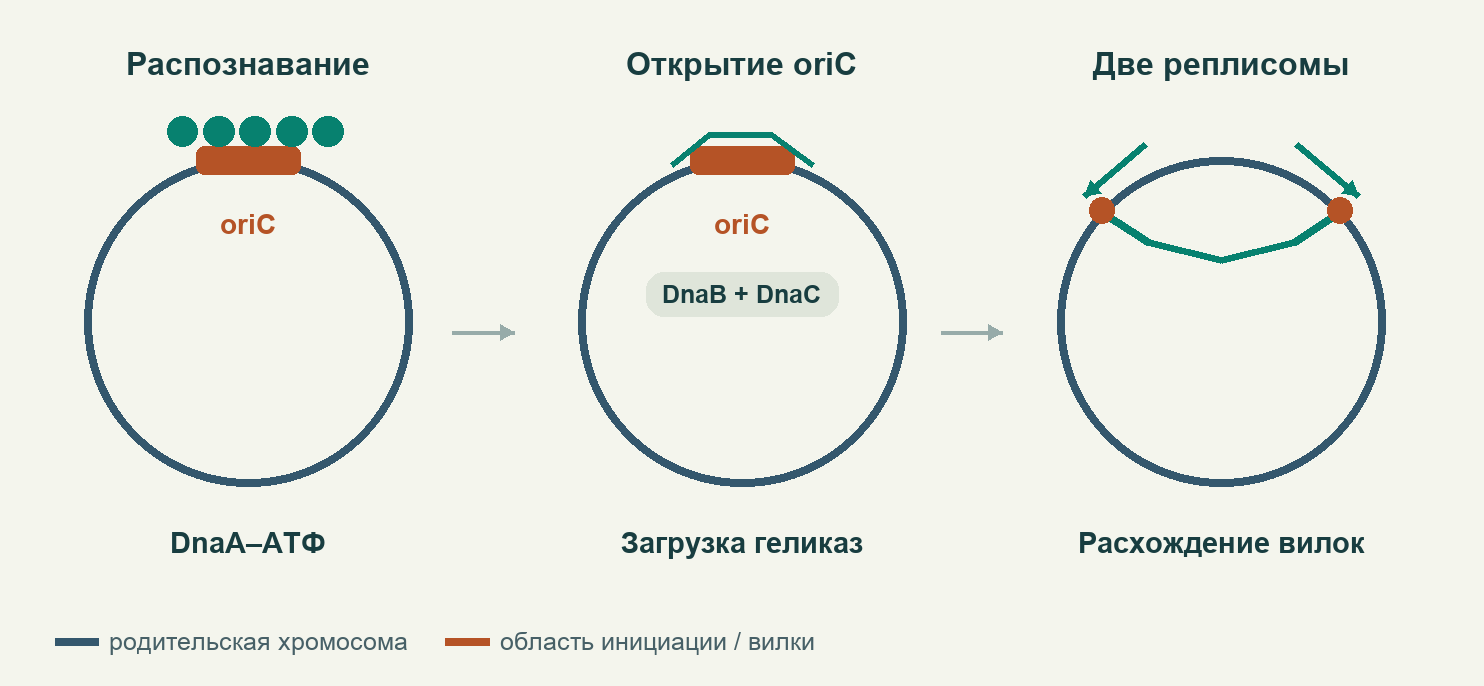 Распознавание
Открытие oriC
Две реплисомы
oriC
oriC
DnaB + DnaC
DnaA–АТФ
Загрузка геликаз
Расхождение вилок
родительская хромосома
область инициации / вилки